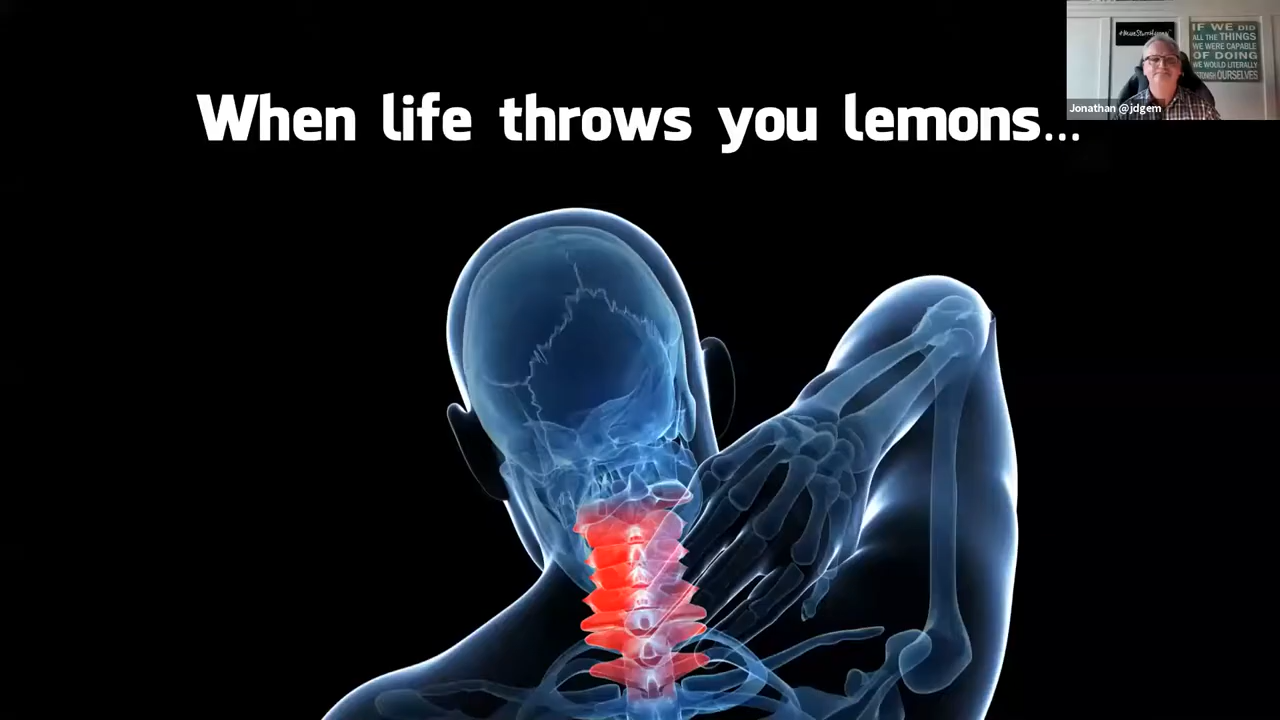 When life throws you lemons...
IF WE DID
ALL THE THINGS
WE WERE CAPABLE
OF DOING
WE WOULD LITERALLY
OURSELVES
Jonathan @jdgem